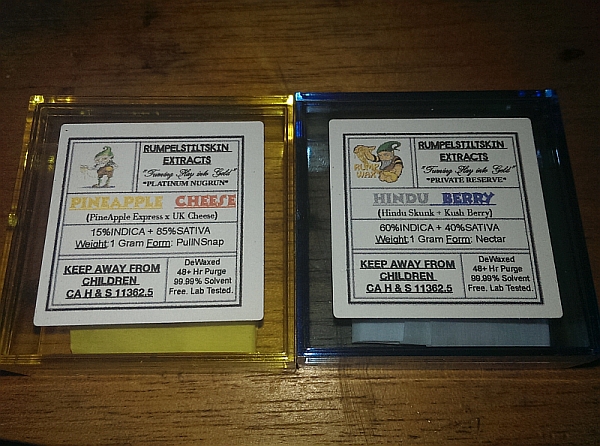 RUMPELSTILTSKIN
EXTRACTS
"Turning Hay into Gold"
"PLATINUM NUGRUN"
PINEAPPLE CHEESE
(PineApple Express x UK Cheese)
15%INDICA + 85%SATIVA
Weight:1 Gram Form: PullNSnap
KEEP AWAY FROM
CHILDREN
CA H & S 11362.5
DeWaxed
48+ Hr Purge
99.99% Solvent
Free. Lab Tested.
RUMP
WAX
RUMPELSTILTSKIN
EXTRACTS
"Turning Hay into Gold"
"PRIVATE RESERVE"
HINDU BERRY
(Hindu Skunk + Kush Berry)
60%INDICA + 40%SATIVA
Weight:1 Gram Form: Nectar
KEEP AWAY FROM
CHILDREN
CA H & S 11362.5
DeWaxed
48+ Hr Purge
99.99% Solvent
Free. Lab Tested.